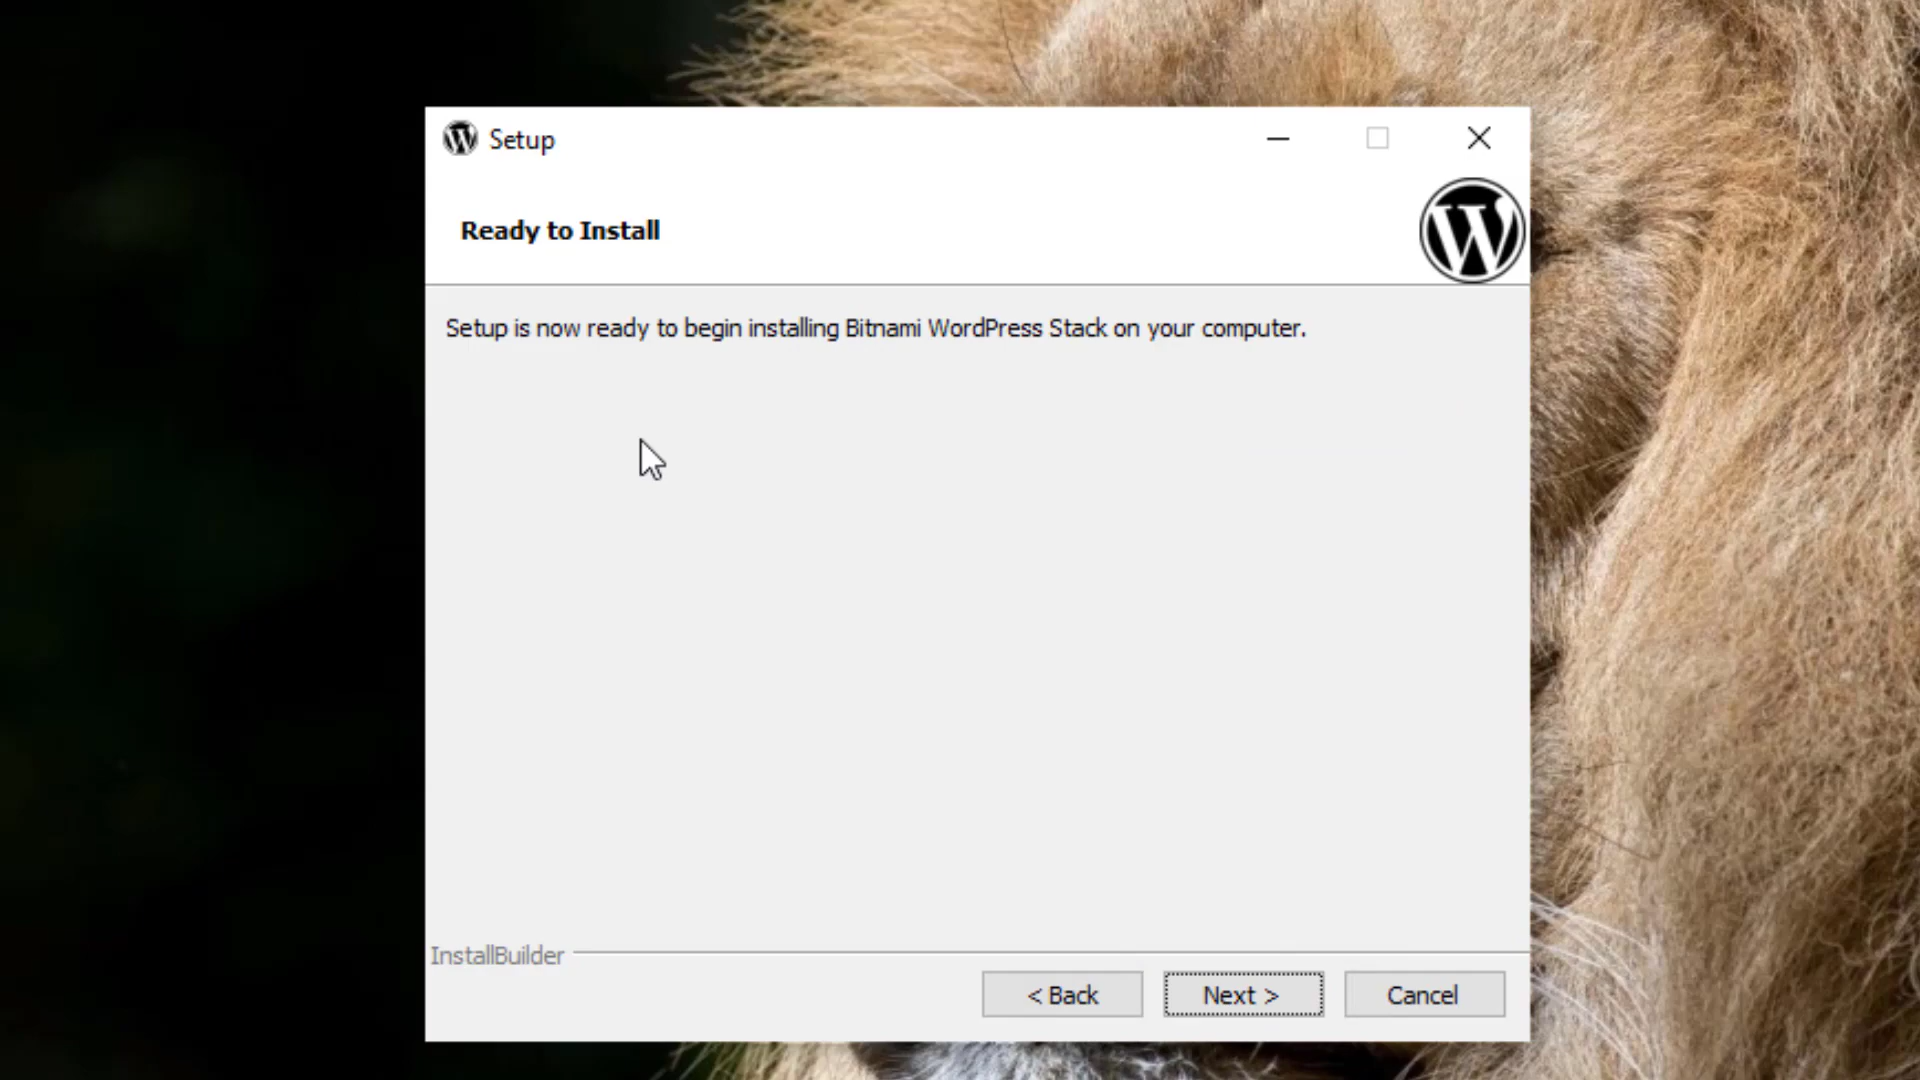 Setup
Ready to Install
Setup is now ready to begin installing Bitnami WordPress Stack on your computer.
InstallBuilder
< Back
Next >
Cancel